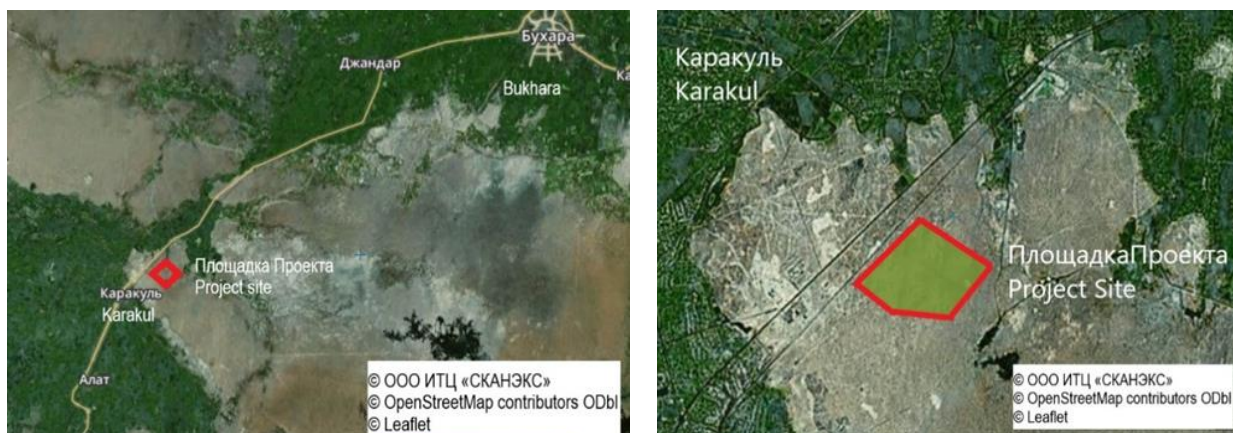 Бухара
Джандар
Ка
Bukhara
Площадка Проекта
Project site
Каракуль
Karakul
Алат
© ООО ИТЦ «СКАНЭКС»
© OpenStreetMap contributors ODbl
© Leaflet
Каракуль
Karakul
ПлощадкаПроекта
Project Site
© ООО ИТЦ «СКАНЭКС»
© OpenStreetMap contributors ODbl
© Leaflet